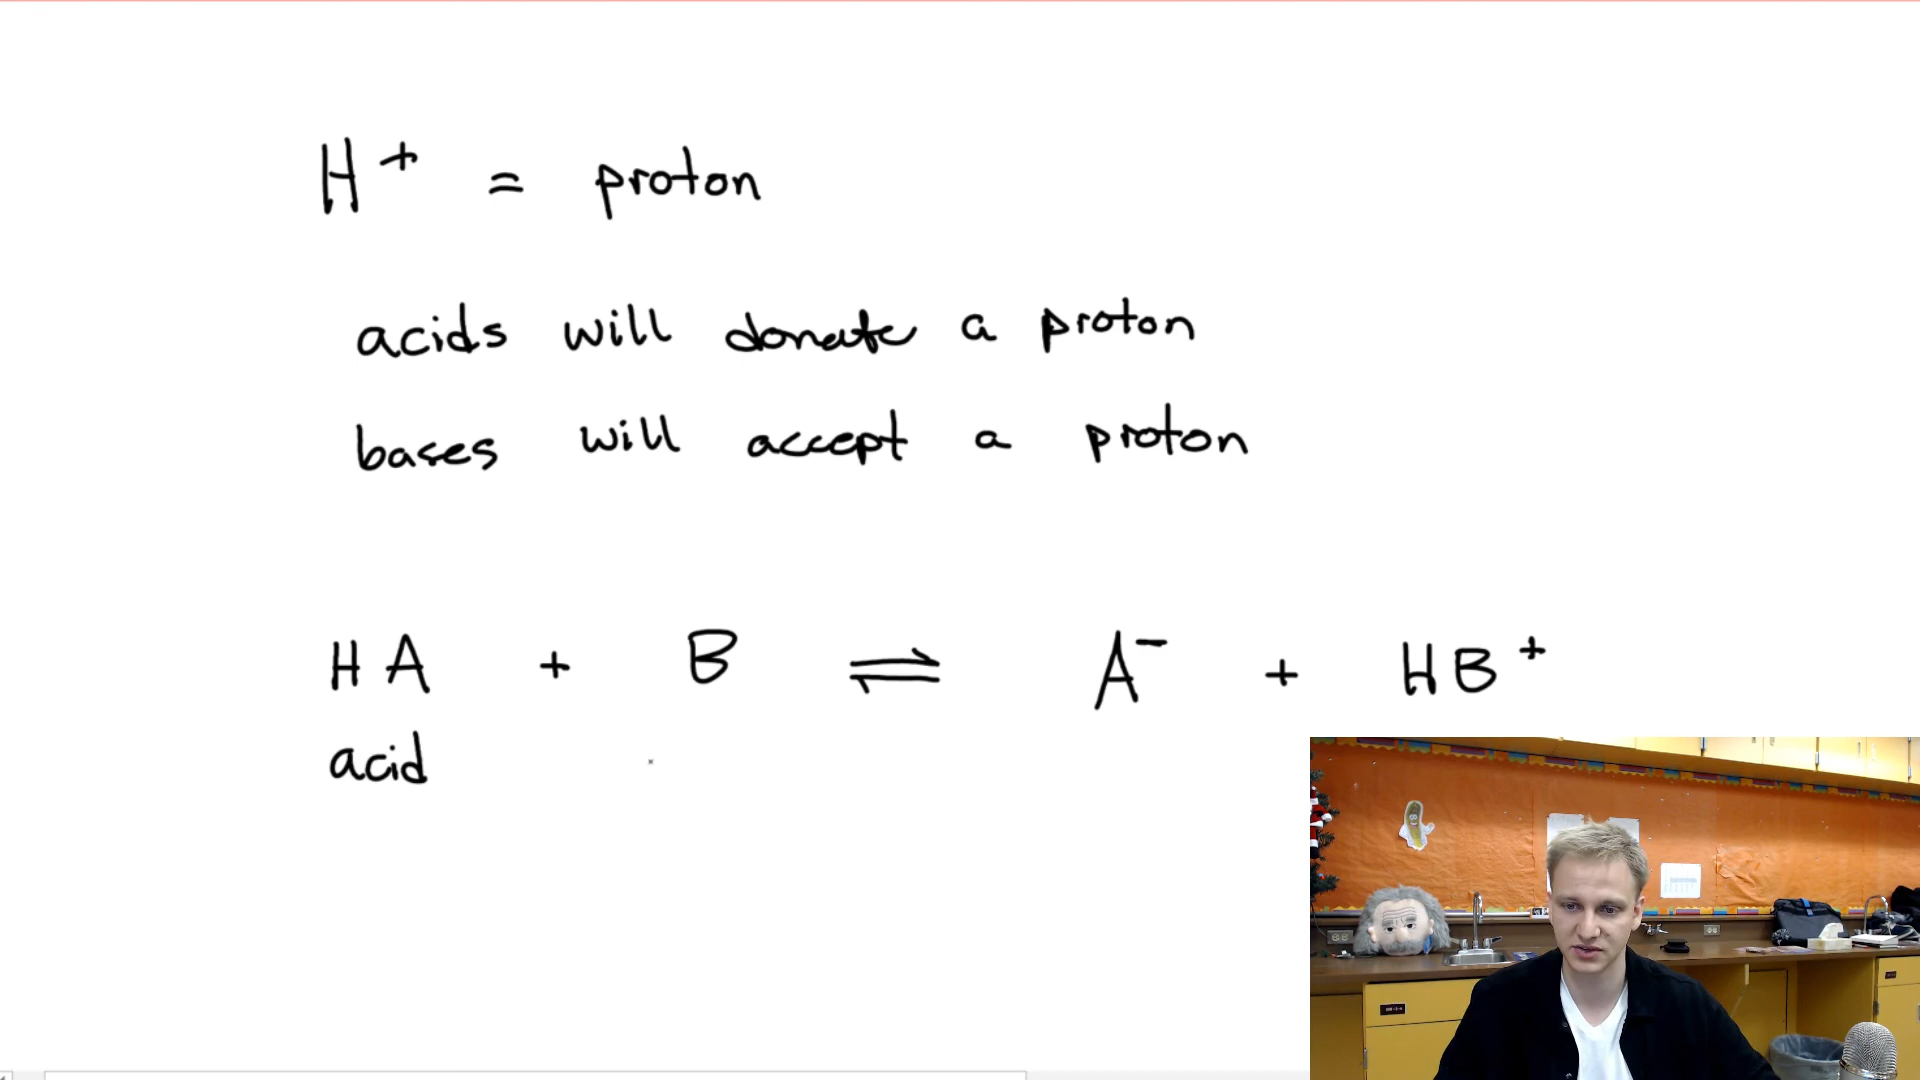 H⁺ = proton
acids will donate a proton
bases will accept a proton
HA + B ⇌ A⁻ + HB⁺
acid